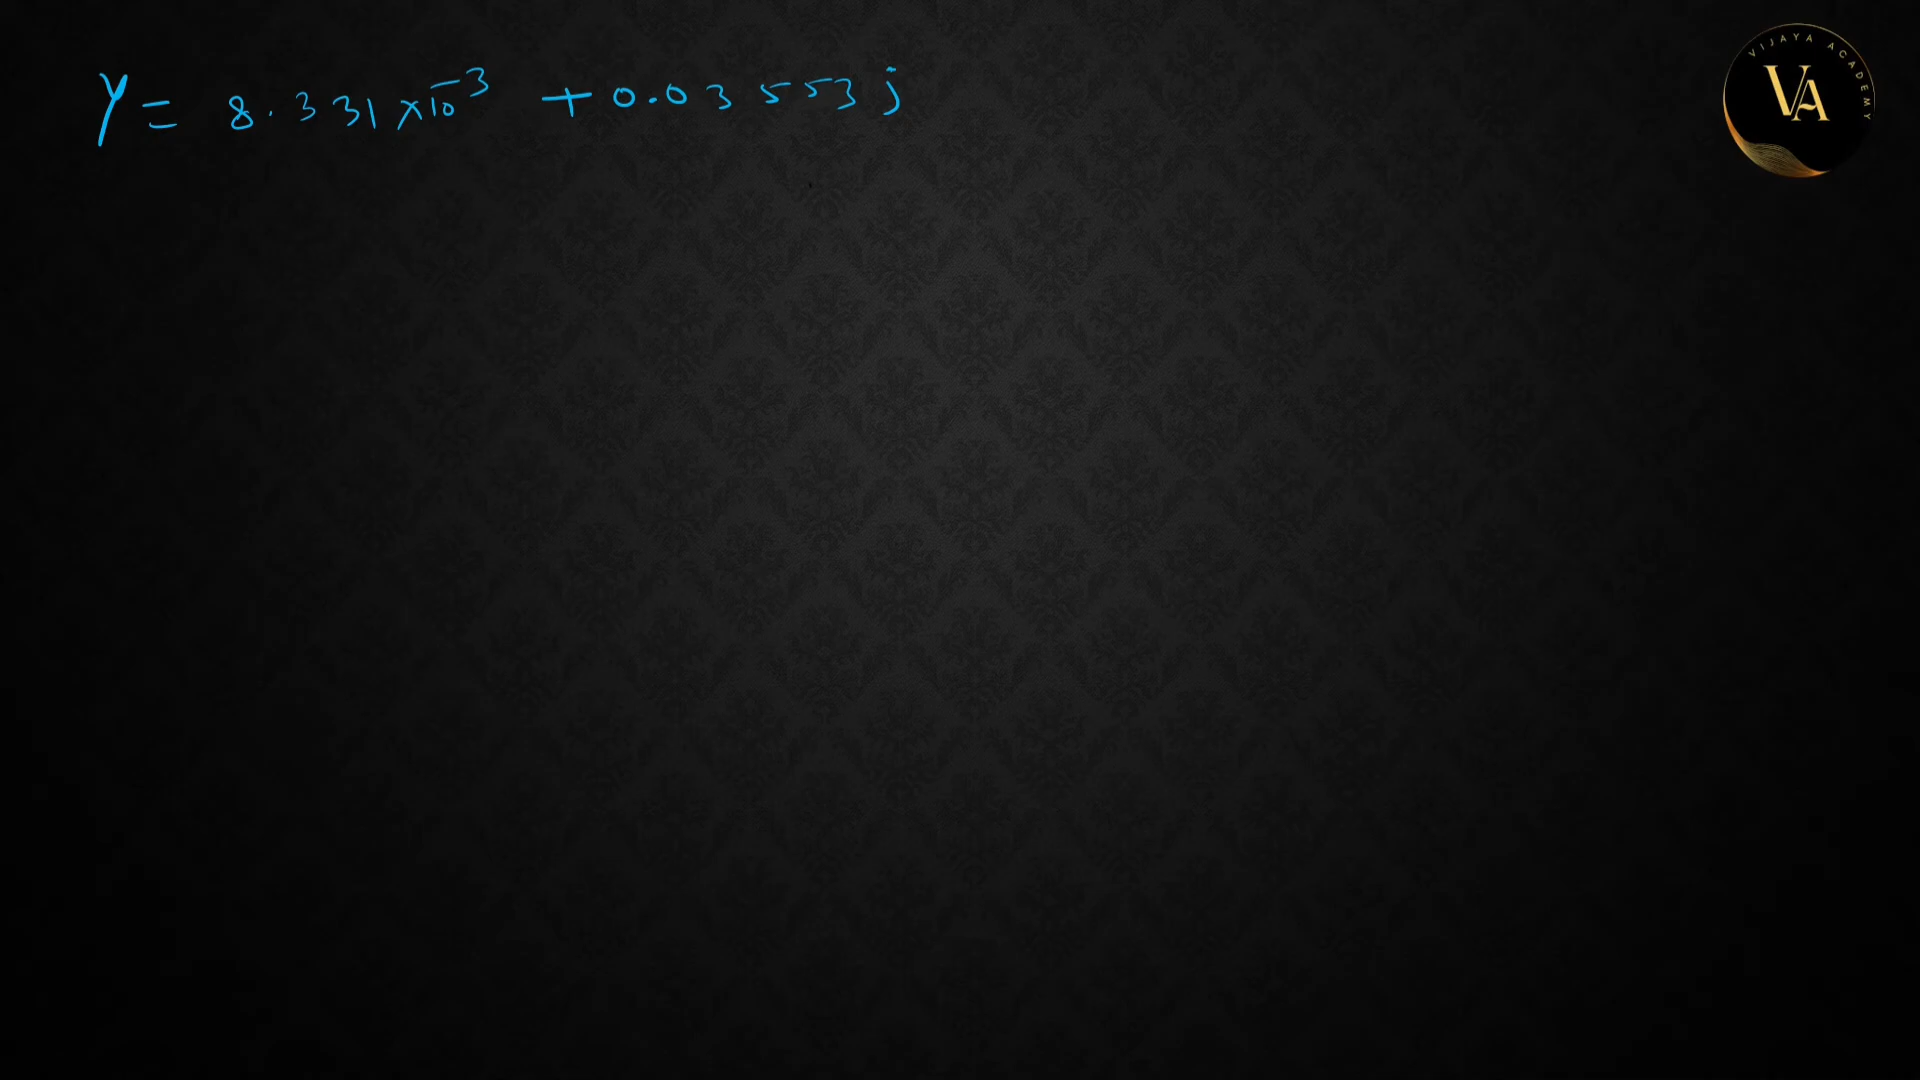 Y = 8.331 × 10⁻³ + 0.03553 j
VIJAYA ACADEMY
VA